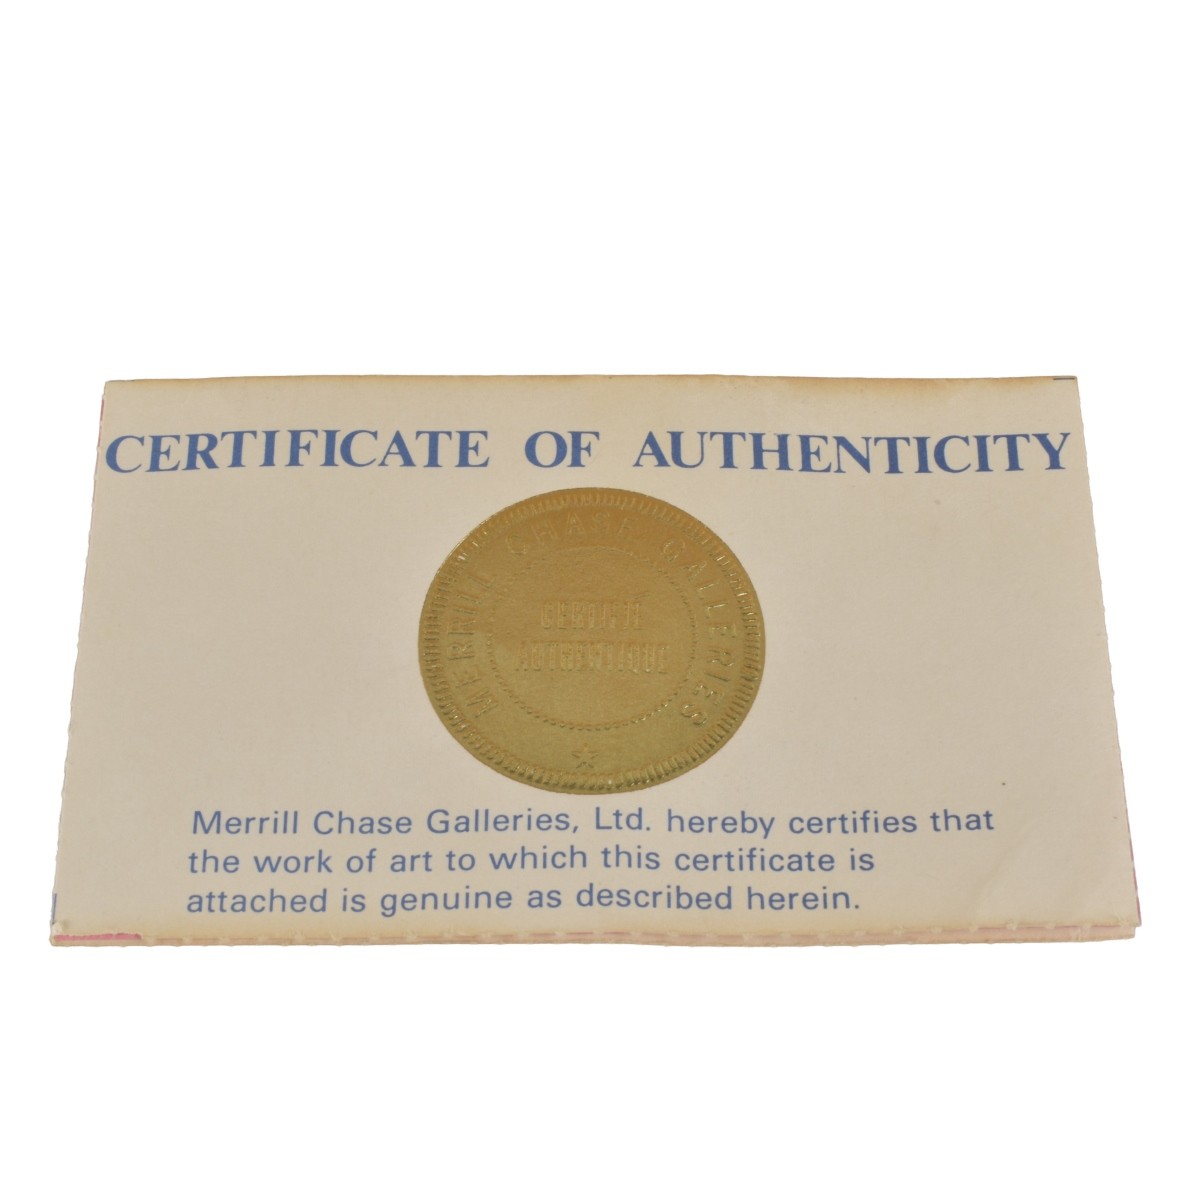 CERTIFICATE OF AUTHENTICITY
MERRILL CHASE GALLERIES
CERTIFIÉ
AUTHENTIQUE
Merrill Chase Galleries, Ltd. hereby certifies that
the work of art to which this certificate is
attached is genuine as described herein.